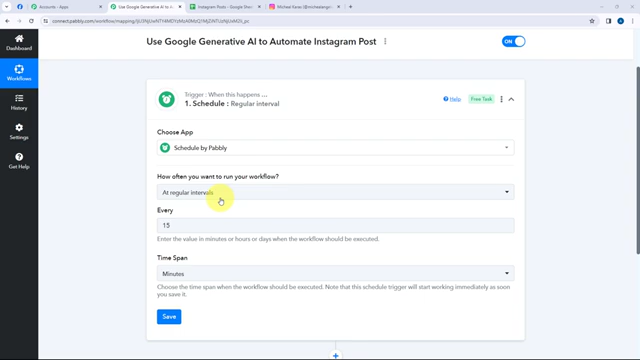 Accounts - Apps
Use Google Generative AI to A
Instagram Posts - Google Shee
connect.pabbly.com/workflow/mapping/
Dashboard
Workflows
History
Settings
Get Help
Use Google Generative AI to Automate Instagram Post
ON
Trigger : When this happens ...
1. Schedule : Regular interval
Help
Free Task
Choose App
Schedule by Pabbly
How often you want to run your workflow?
At regular intervals
Every
15
Enter the value in minutes or hours or days when the workflow should be executed.
Time Span
Minutes
Choose the time span when the workflow should be executed. Note that this schedule trigger will start working immediately as soon
you save it.
Save